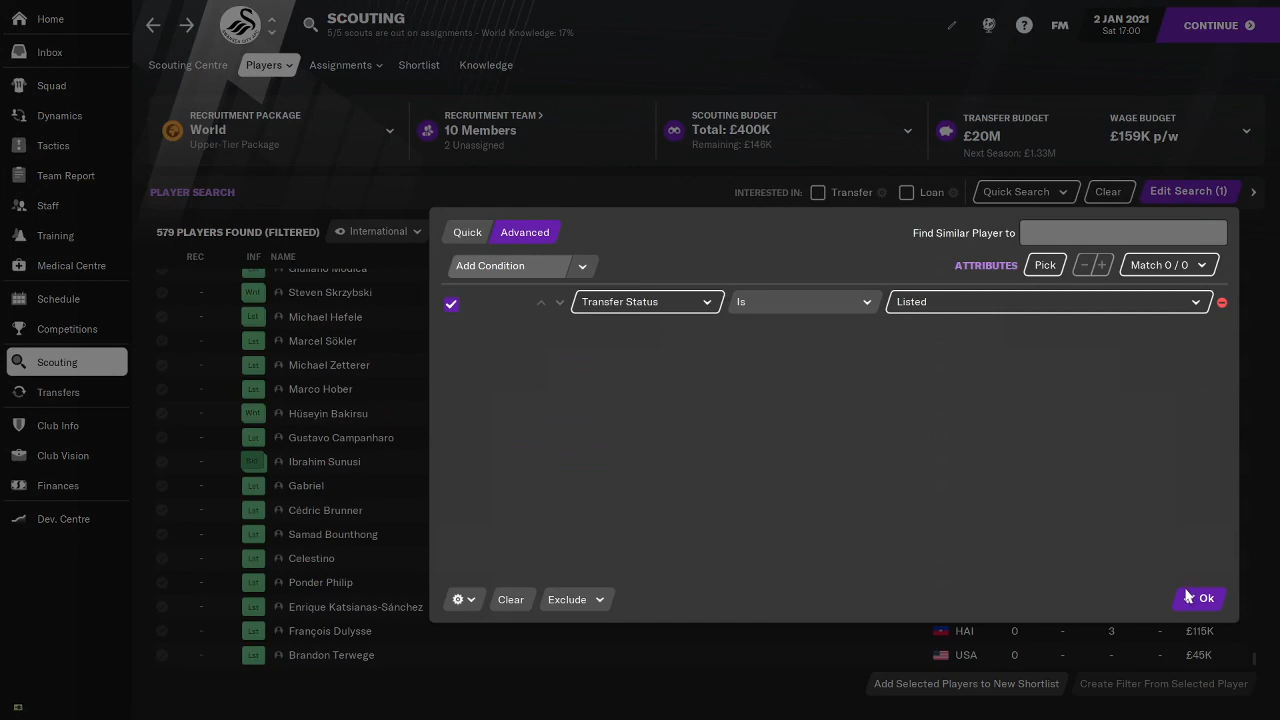 Home
Inbox
Squad
Dynamics
Tactics
Team Report
Staff
Training
Medical Centre
Schedule
Competitions
Scouting
Transfers
Club Info
Club Vision
Finances
Dev. Centre
SCOUTING
5/5 scouts are out on assignments - World Knowledge: 17%
FM
2 JAN 2021
Sat 17:00
CONTINUE
Scouting Centre
Players
Assignments
Shortlist
Knowledge
RECRUITMENT PACKAGE
World
Upper-Tier Package
RECRUITMENT TEAM >
10 Members
2 Unassigned
SCOUTING BUDGET
Total: £400K
Remaining: £146K
TRANSFER BUDGET
£20M
Next Season: £1.33M
WAGE BUDGET
£159K p/w
PLAYER SEARCH
INTERESTED IN:
Transfer
Loan
Quick Search
Clear
Edit Search (1)
579 PLAYERS FOUND (FILTERED)
International
REC INF NAME
- Lst Giuliano Modica
- Wnt Steven Skrzybski
- Lst Michael Hefele
- Lst Marcel Sökler
- Lst Michael Zetterer
- Lst Marco Hober
- Wnt Hüseyin Bakirsu
- Lst Gustavo Campanharo
- Ibrahim Sunusi
- Lst Gabriel
- Lst Cédric Brunner
- Lst Samad Bounthong
- Lst Celestino
- Lst Ponder Philip
- Lst Enrique Katsianas-Sánchez
- Lst François Dulysse HAI 0 - 3 - £115K
- Lst Brandon Terwege USA 0 - - - £45K
Quick
Advanced
Find Similar Player to
Add Condition
ATTRIBUTES
Pick
−/+
Match 0 / 0
Transfer Status
Is
Listed
Clear
Exclude
Ok
Add Selected Players to New Shortlist
Create Filter From Selected Player